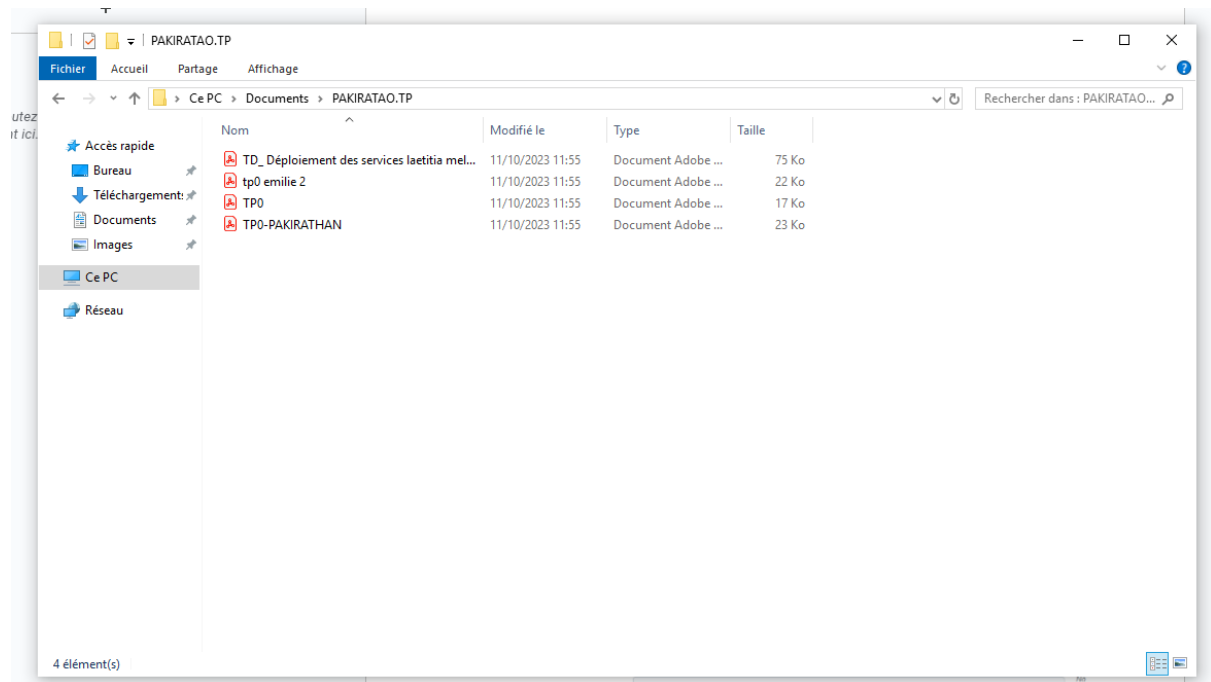 PAKIRATAO.TP
Fichier Accueil Partage Affichage
Ce PC > Documents > PAKIRATAO.TP
Rechercher dans : PAKIRATAO...
utez
nt ici.
Accès rapide
Bureau
Téléchargements
Documents
Images
Ce PC
Réseau
Nom Modifié le Type Taille
TD_ Déploiement des services laetitia mel... 11/10/2023 11:55 Document Adobe ... 75 Ko
tp0 emilie 2 11/10/2023 11:55 Document Adobe ... 22 Ko
TP0 11/10/2023 11:55 Document Adobe ... 17 Ko
TP0-PAKIRATHAN 11/10/2023 11:55 Document Adobe ... 23 Ko
4 élément(s)